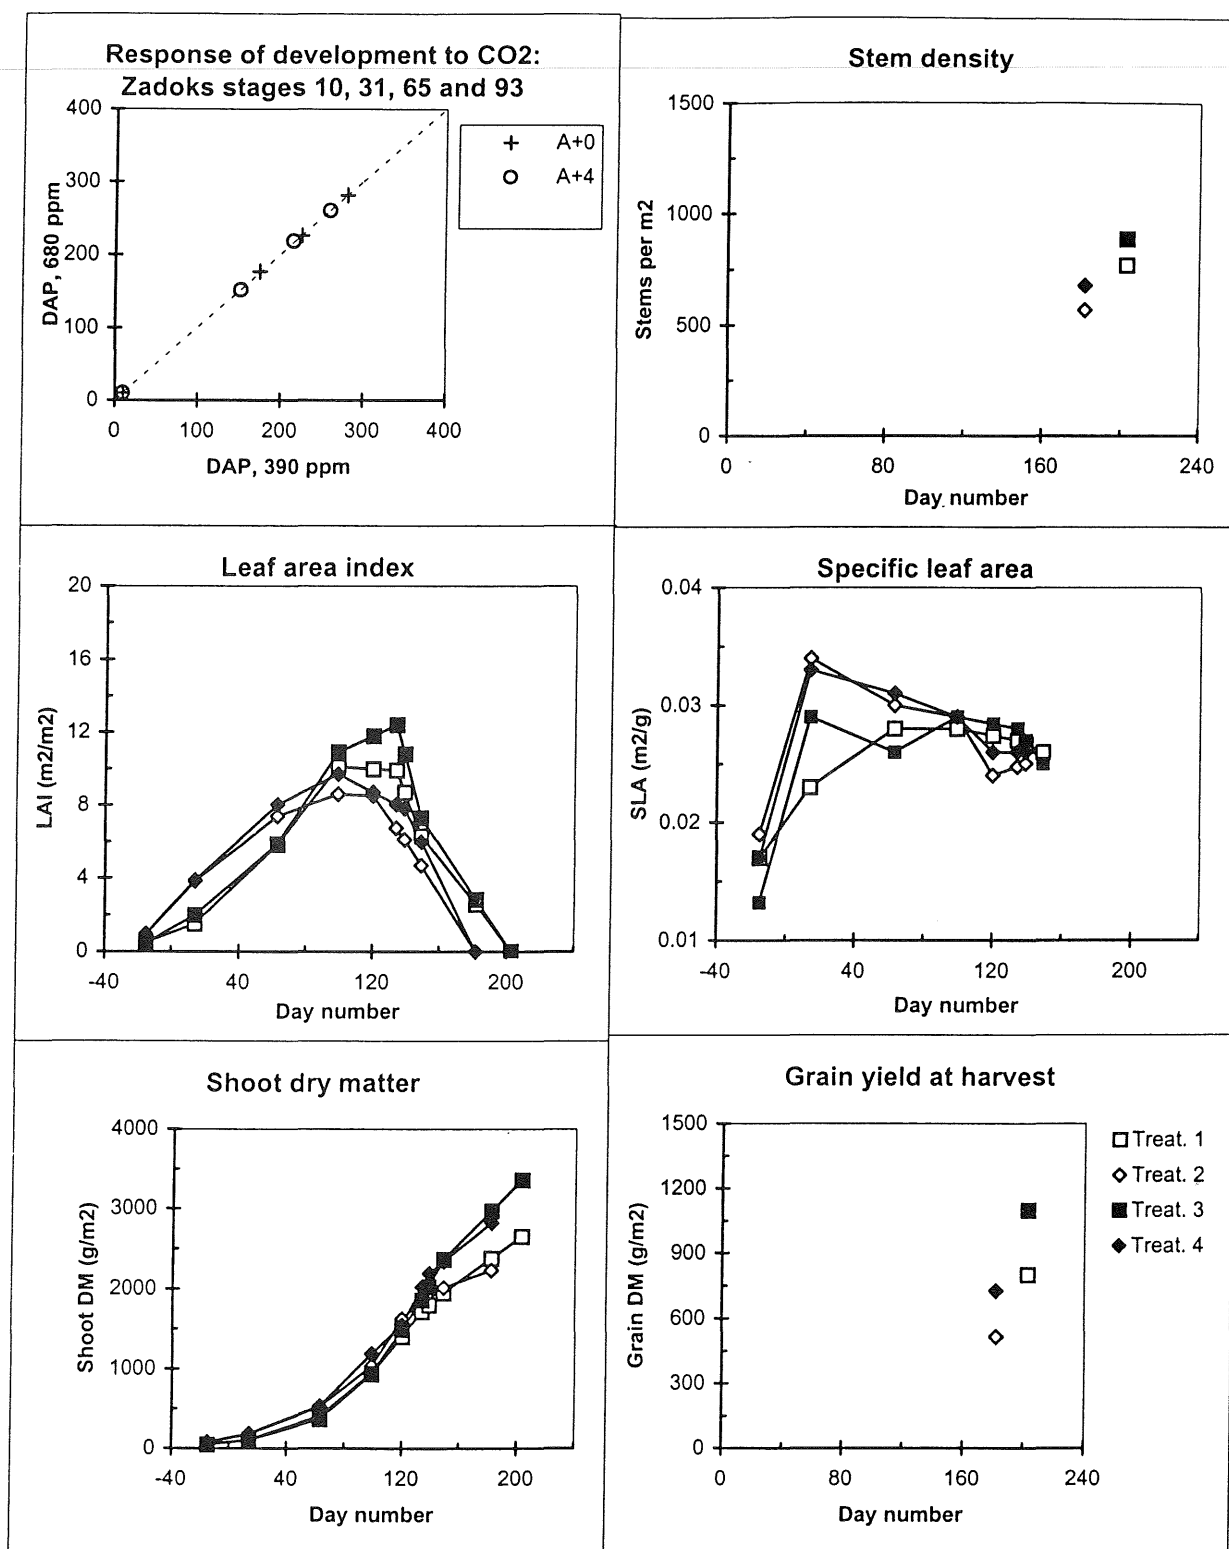 Response of development to CO2:
Zadoks stages 10, 31, 65 and 93
400
300
200
100
0
0 100 200 300 400
DAP, 680 ppm
DAP, 390 ppm
A+0
A+4
Stem density
1500
1000
500
0
0 80 160 240
Stems per m2
Day number
Leaf area index
20
16
12
8
4
0
-40 40 120 200
LAI (m2/m2)
Day number
Specific leaf area
0.04
0.03
0.02
0.01
-40 40 120 200
SLA (m2/g)
Day number
Shoot dry matter
4000
3000
2000
1000
0
-40 40 120 200
Shoot DM (g/m2)
Day number
Grain yield at harvest
1500
1200
900
600
300
0
0 80 160 240
Grain DM (g/m2)
Day number
Treat. 1
Treat. 2
Treat. 3
Treat. 4